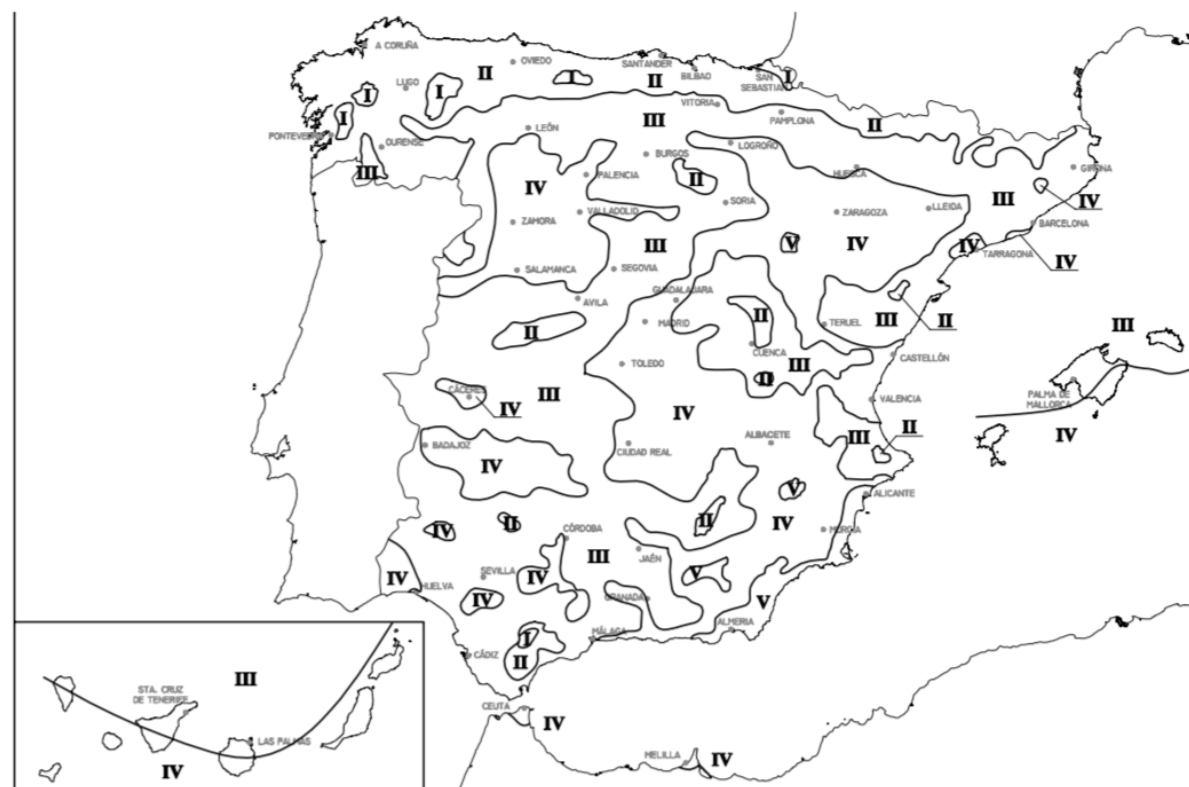 A CORUÑA
OVIEDO
SANTANDER
BILBAO
SAN
SEBASTIAN
I
II
I
II
LUGO
I
I
VITORIA
PAMPLONA
II
I
PONTEVEDRA
LEÓN
III
LOGROÑO
OURENSE
BURGOS
HUESCA
GIRONA
III
IV
PALENCIA
II
SORIA
III
IV
ZAMORA
VALLADOLID
ZARAGOZA
LLEIDA
BARCELONA
III
V
IV
IV
TARRAGONA
IV
SALAMANCA
SEGOVIA
AVILA
GUADALAJARA
MADRID
II
II
TERUEL
III
II
III
CUENCA
CASTELLÓN
TOLEDO
III
II
CÁCERES
IV
III
IV
VALENCIA
PALMA DE
MALLORCA
IV
BADAJOZ
IV
CIUDAD REAL
ALBACETE
III
II
V
ALICANTE
IV
II
II
IV
MURCIA
CÓRDOBA
III
JAÉN
IV
HUELVA
SEVILLA
IV
V
IV
GRANADA
V
MÁLAGA
ALMERIA
I
CÁDIZ
II
CEUTA
IV
MELILLA
IV
III
STA. CRUZ
DE TENERIFE
LAS PALMAS
IV